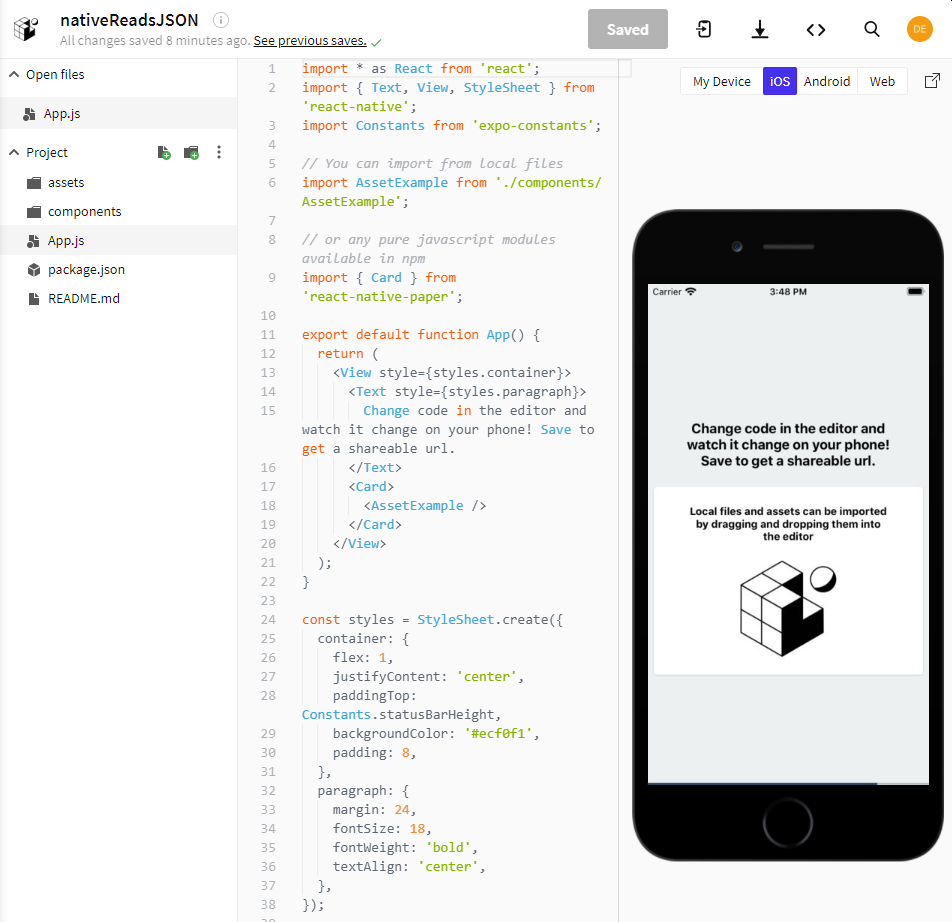 nativeReadsJSON
All changes saved 8 minutes ago. See previous saves.
Saved
DE
Open files
App.js
Project
assets
components
App.js
package.json
README.md
1 import * as React from 'react';
2 import { Text, View, StyleSheet } from
'react-native';
3 import Constants from 'expo-constants';
4
5 // You can import from local files
6 import AssetExample from './components/
AssetExample';
7
8 // or any pure javascript modules
available in npm
9 import { Card } from
'react-native-paper';
10
11 export default function App() {
12 return (
13 <View style={styles.container}>
14 <Text style={styles.paragraph}>
15 Change code in the editor and
watch it change on your phone! Save to
get a shareable url.
16 </Text>
17 <Card>
18 <AssetExample />
19 </Card>
20 </View>
21 );
22 }
23
24 const styles = StyleSheet.create({
25 container: {
26 flex: 1,
27 justifyContent: 'center',
28 paddingTop:
Constants.statusBarHeight,
29 backgroundColor: '#ecf0f1',
30 padding: 8,
31 },
32 paragraph: {
33 margin: 24,
34 fontSize: 18,
35 fontWeight: 'bold',
36 textAlign: 'center',
37 },
38 });
My Device iOS Android Web
Carrier 3:48 PM
Change code in the editor and
watch it change on your phone!
Save to get a shareable url.
Local files and assets can be imported
by dragging and dropping them into
the editor